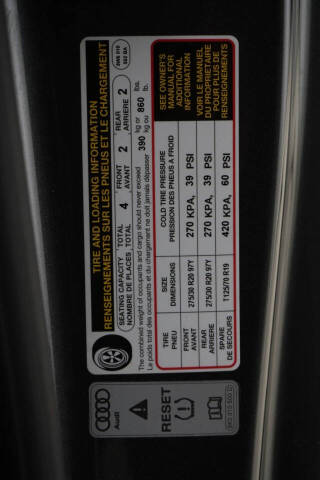 TIRE AND LOADING INFORMATION
RENSEIGNEMENTS SUR LES PNEUS ET LE CHARGEMENT
SEATING CAPACITY TOTAL 4 FRONT 2 REAR 2
NOMBRE DE PLACES TOTAL AVANT ARRIERE
The combined weight of occupants and cargo should never exceed 390 kg or 860 lb.
Le poids total des occupants et du chargement ne doit jamais dépasser kg ou lb.
TIRE SIZE COLD TIRE PRESSURE
PNEU DIMENSIONS PRESSION DES PNEUS A FROID
FRONT 275/30 R20 97Y 270 KPA, 39 PSI
AVANT
REAR 275/30 R20 97Y 270 KPA, 39 PSI
ARRIERE
SPARE T125/70 R19 420 KPA, 60 PSI
DE SECOURS
SEE OWNER'S
MANUAL FOR
ADDITIONAL
INFORMATION
VOIR LE MANUEL
DU PROPRIETAIRE
POUR PLUS DE
RENSEIGNEMENTS
Audi
RESET